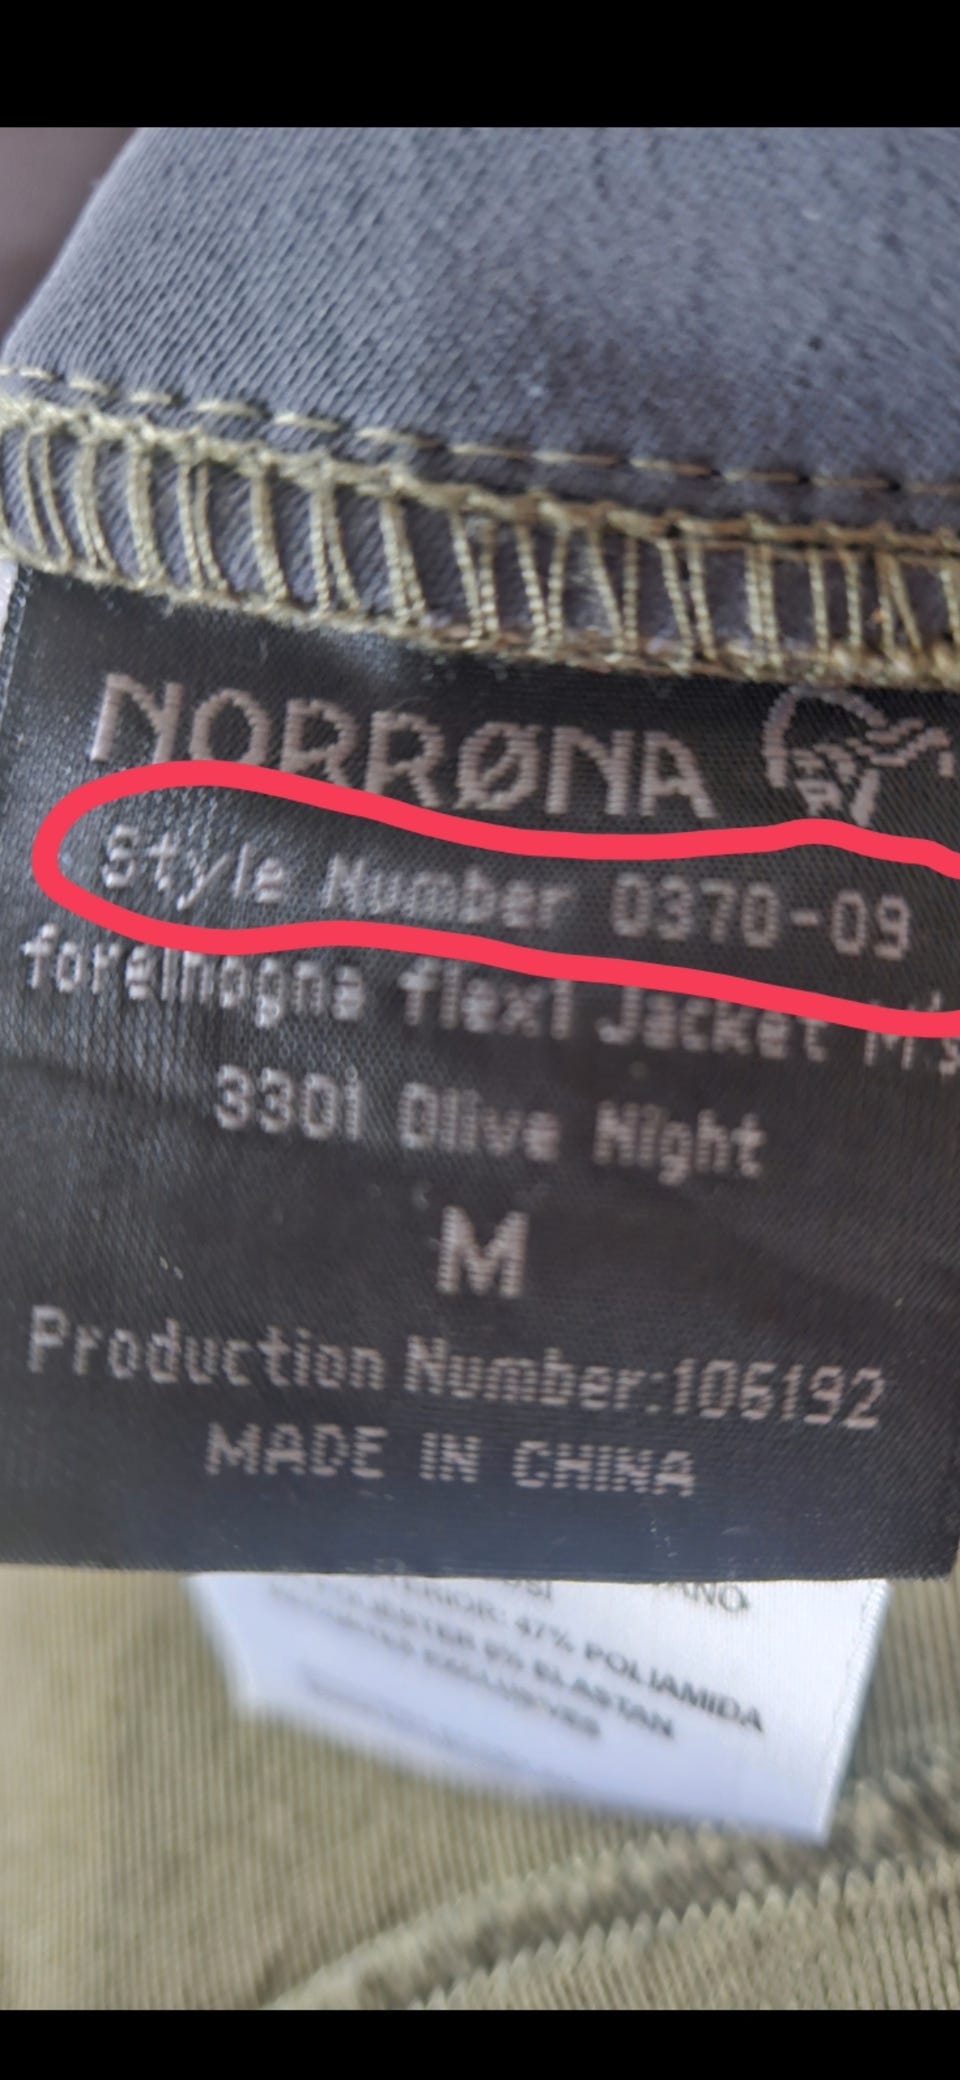 NORRØNA
Style Number 0370-09
forelhogna flex1 Jacket M's
3301 Olive Night
M
Production Number:106192
MADE IN CHINA
47% POLIAMIDA
ELASTAN